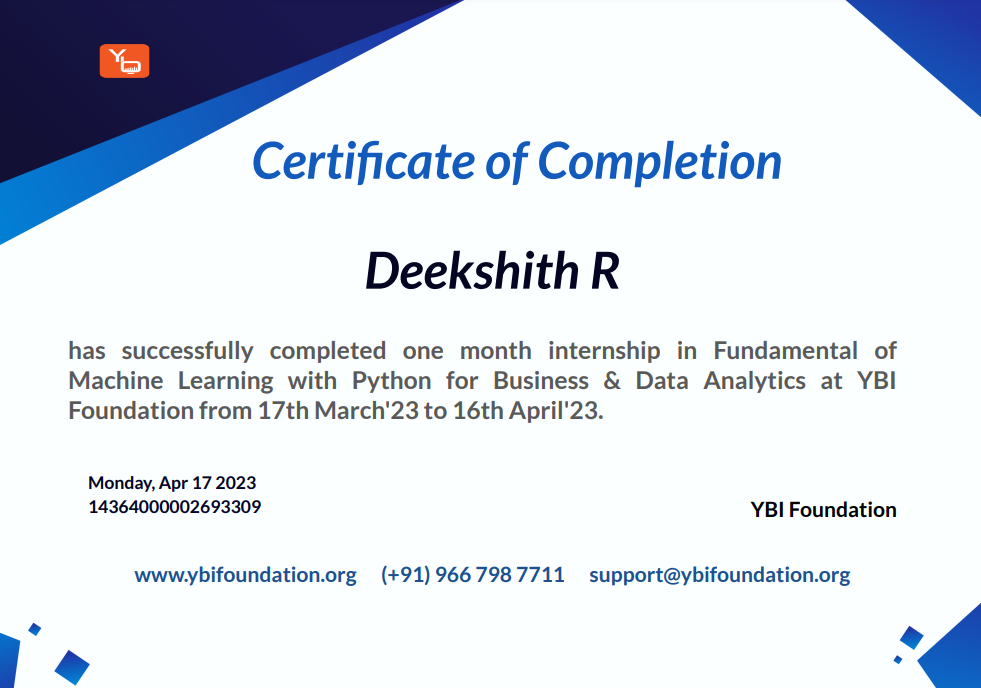 Certificate of Completion
Deekshith R
has successfully completed one month internship in Fundamental of
Machine Learning with Python for Business & Data Analytics at YBI
Foundation from 17th March'23 to 16th April'23.
Monday, Apr 17 2023
14364000002693309
YBI Foundation
www.ybifoundation.org (+91) 966 798 7711 support@ybifoundation.org